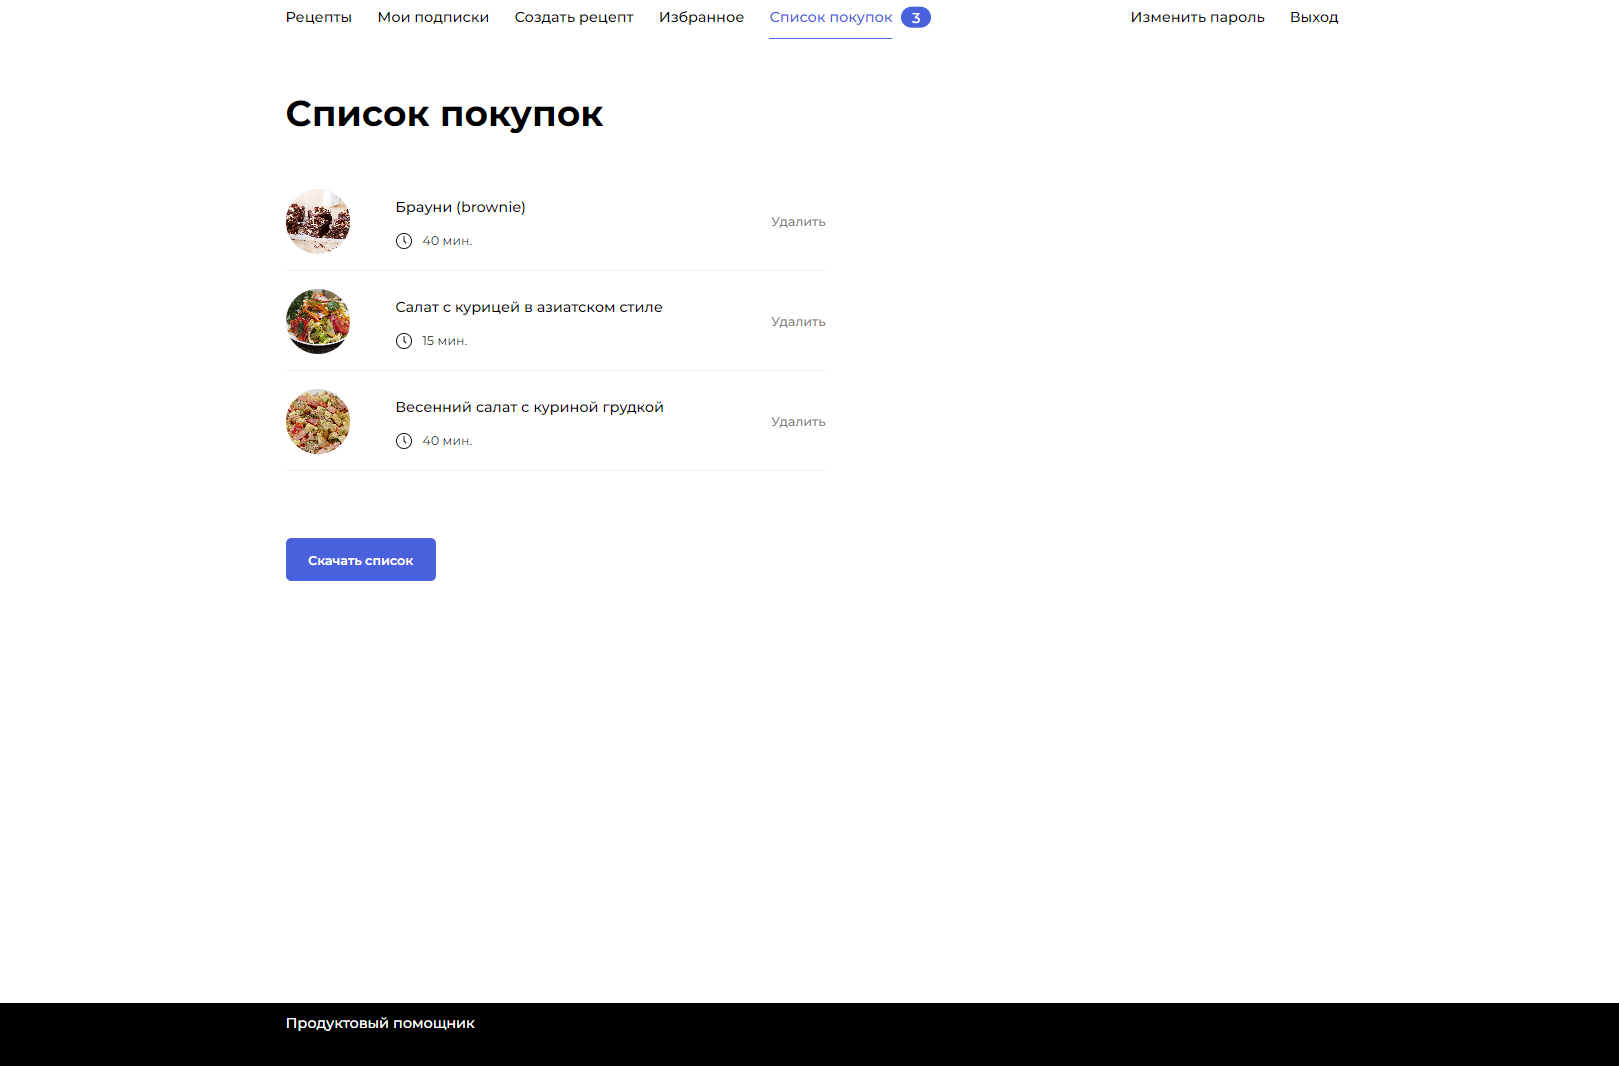 Рецепты Мои подписки Создать рецепт Избранное Список покупок 3 Изменить пароль Выход
Список покупок
Брауни (brownie)
40 мин.
Удалить
Салат с курицей в азиатском стиле
15 мин.
Удалить
Весенний салат с куриной грудкой
40 мин.
Удалить
Скачать список
Продуктовый помощник